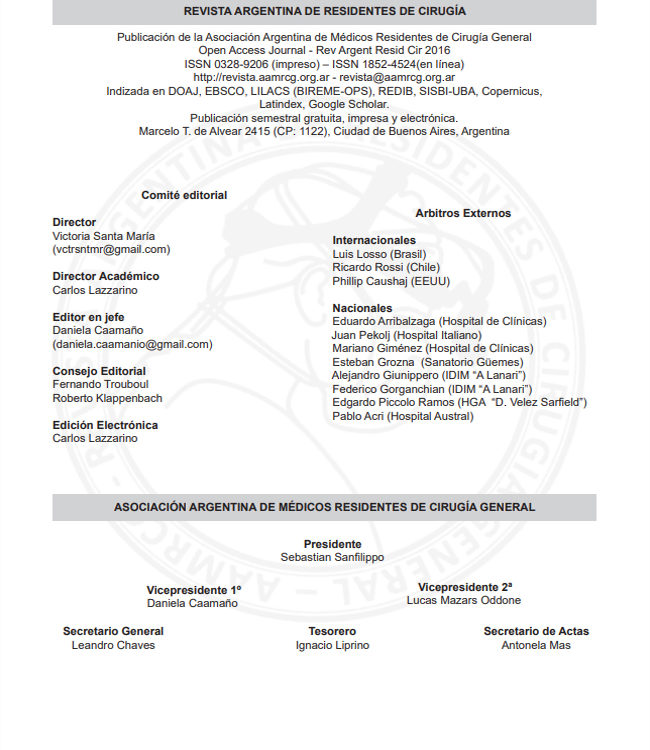 REVISTA ARGENTINA DE RESIDENTES DE CIRUGÍA
Publicación de la Asociación Argentina de Médicos Residentes de Cirugía General
Open Access Journal - Rev Argent Resid Cir 2016
ISSN 0328-9206 (impreso) – ISSN 1852-4524(en línea)
http://revista.aamrcg.org.ar - revista@aamrcg.org.ar
Indizada en DOAJ, EBSCO, LILACS (BIREME-OPS), REDIB, SISBI-UBA, Copernicus,
Latindex, Google Scholar.
Publicación semestral gratuita, impresa y electrónica.
Marcelo T. de Alvear 2415 (CP: 1122), Ciudad de Buenos Aires, Argentina
Comité editorial
Director
Victoria Santa María
(vctrsntmr@gmail.com)
Director Académico
Carlos Lazzarino
Editor en jefe
Daniela Caamaño
(daniela.caamanio@gmail.com)
Consejo Editorial
Fernando Trouboul
Roberto Klappenbach
Edición Electrónica
Carlos Lazzarino
Arbitros Externos
Internacionales
Luis Losso (Brasil)
Ricardo Rossi (Chile)
Phillip Caushaj (EEUU)
Nacionales
Eduardo Arribalzaga (Hospital de Clínicas)
Juan Pekolj (Hospital Italiano)
Mariano Giménez (Hospital de Clínicas)
Esteban Grozna (Sanatorio Güemes)
Alejandro Giunippero (IDIM “A Lanari”)
Federico Gorganchian (IDIM “A Lanari”)
Edgardo Piccolo Ramos (HGA “D. Velez Sarfield”)
Pablo Acri (Hospital Austral)
ASOCIACIÓN ARGENTINA DE MÉDICOS RESIDENTES DE CIRUGÍA GENERAL
Presidente
Sebastian Sanfilippo
Vicepresidente 1º
Daniela Caamaño
Vicepresidente 2ª
Lucas Mazars Oddone
Secretario General
Leandro Chaves
Tesorero
Ignacio Liprino
Secretario de Actas
Antonela Mas